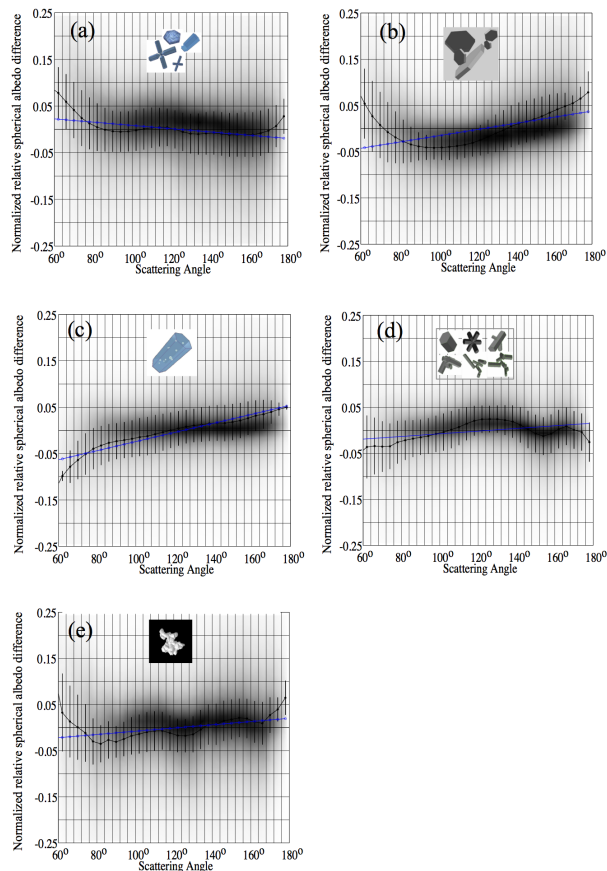 (a)
Normalized relative spherical albedo difference
0.25
0.15
0.05
-0.05
-0.15
-0.25
60⁰ 80⁰ 100⁰ 120⁰ 140⁰ 160⁰ 180⁰
Scattering Angle
(b)
Normalized relative spherical albedo difference
0.25
0.15
0.05
-0.05
-0.15
-0.25
60⁰ 80⁰ 100⁰ 120⁰ 140⁰ 160⁰ 180⁰
Scattering Angle
(c)
Normalized relative spherical albedo difference
0.25
0.15
0.05
-0.05
-0.15
-0.25
60⁰ 80⁰ 100⁰ 120⁰ 140⁰ 160⁰ 180⁰
Scattering Angle
(d)
Normalized relative spherical albedo difference
0.25
0.15
0.05
-0.05
-0.15
-0.25
60⁰ 80⁰ 100⁰ 120⁰ 140⁰ 160⁰ 180⁰
Scattering Angle
(e)
Normalized relative spherical albedo difference
0.25
0.15
0.05
-0.05
-0.15
-0.25
60⁰ 80⁰ 100⁰ 120⁰ 140⁰ 160⁰ 180⁰
Scattering Angle